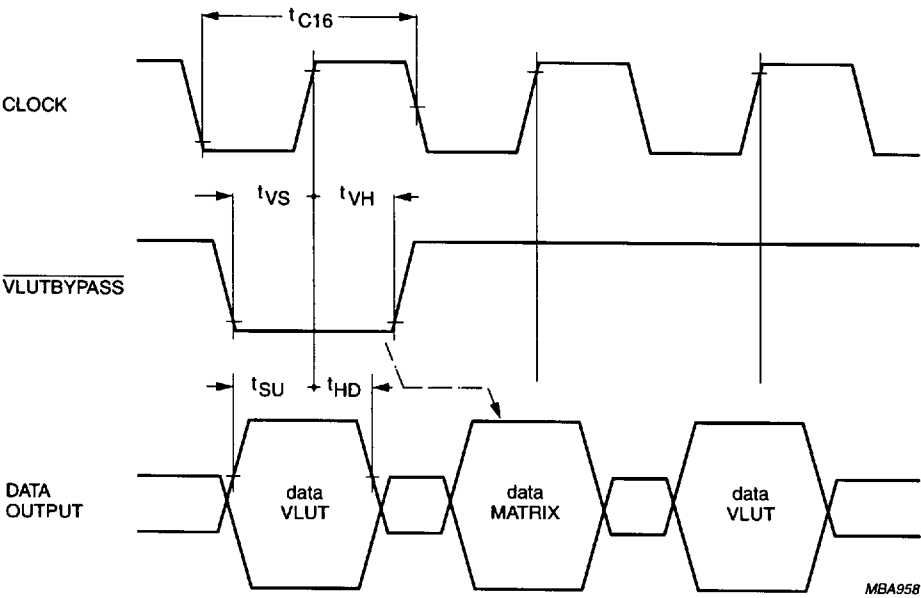 tC16
CLOCK
tVS
tVH
VLUTBYPASS
tSU
tHD
DATA
OUTPUT
data
VLUT
data
MATRIX
data
VLUT
MBA958